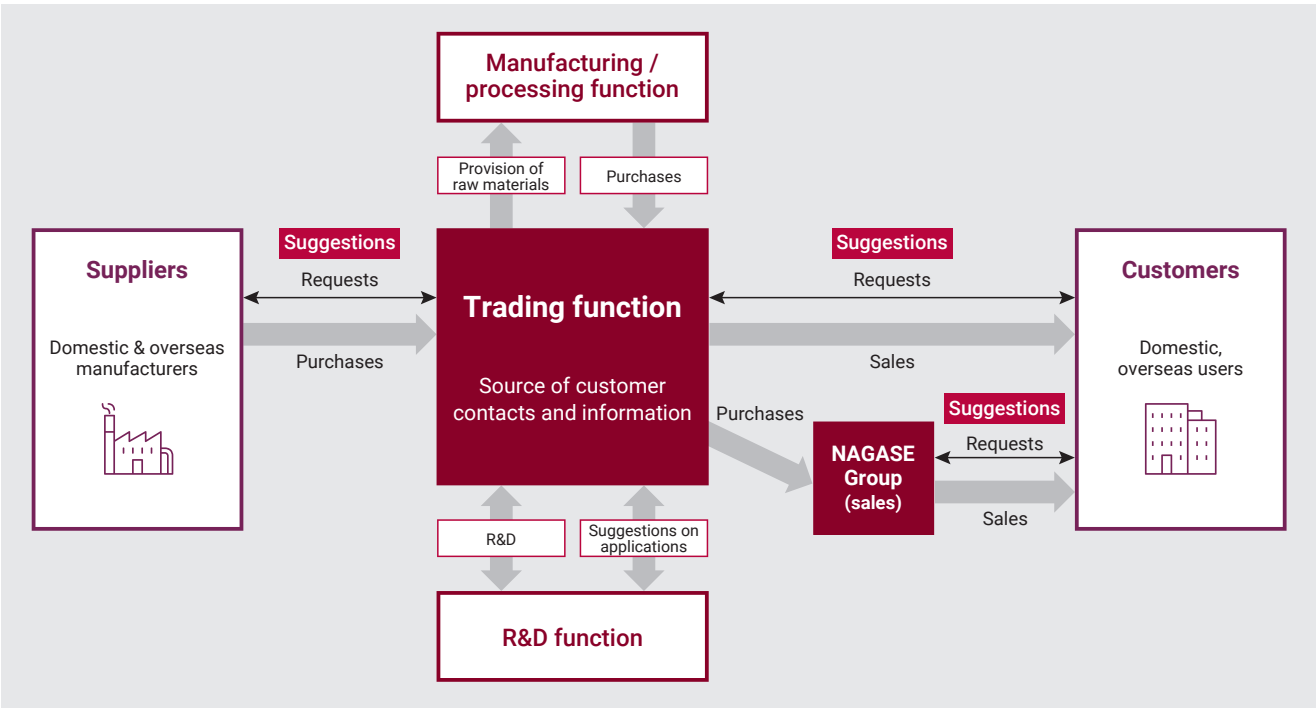 Manufacturing /
processing function
Provision of
raw materials
Purchases
Suppliers
Domestic & overseas
manufacturers
Suggestions
Requests
Purchases
Trading function
Source of customer
contacts and information
Suggestions
Requests
Sales
Purchases
NAGASE
Group
(sales)
Suggestions
Requests
Sales
Customers
Domestic,
overseas users
R&D
Suggestions on
applications
R&D function